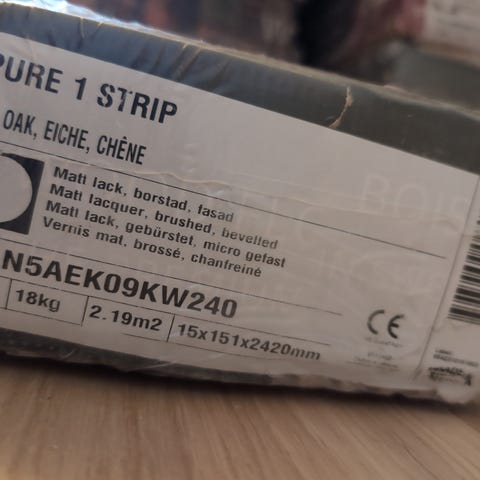 PURE 1 STRIP
OAK, EICHE, CHÊNE
Matt lack, borstad, fasad
Matt lacquer, brushed, bevelled
Matt lack, gebürstet, micro gefast
Vernis mat, brossé, chanfreiné
N5AEK09KW240
18kg 2.19m2 15x151x2420mm
CE